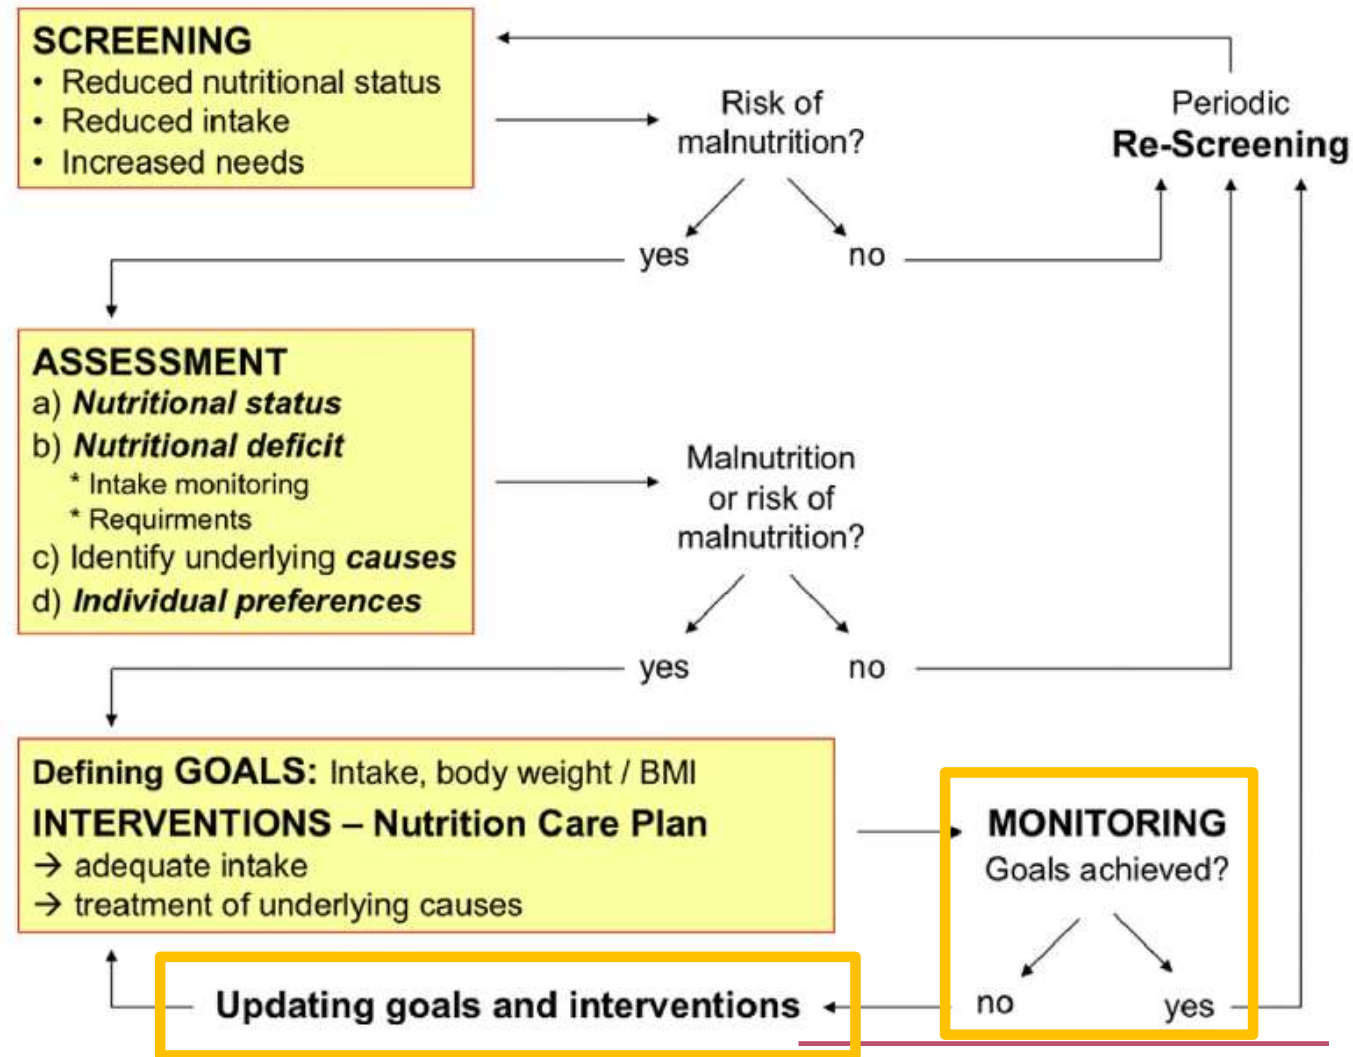 SCREENING
• Reduced nutritional status
• Reduced intake
• Increased needs
Risk of
malnutrition?
Periodic
Re-Screening
yes
no
ASSESSMENT
a) Nutritional status
b) Nutritional deficit
* Intake monitoring
* Requirments
c) Identify underlying causes
d) Individual preferences
Malnutrition
or risk of
malnutrition?
yes
no
Defining GOALS: Intake, body weight / BMI
INTERVENTIONS – Nutrition Care Plan
→ adequate intake
→ treatment of underlying causes
MONITORING
Goals achieved?
no
yes
Updating goals and interventions